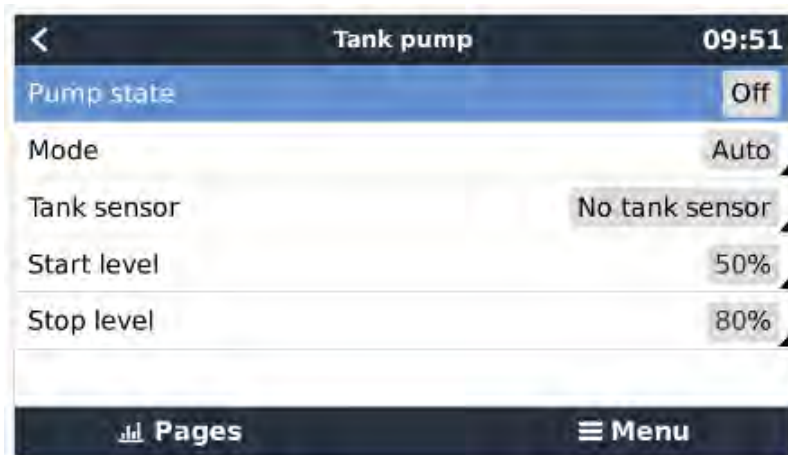 Tank pump 09:51
Pump state Off
Mode Auto
Tank sensor No tank sensor
Start level 50%
Stop level 80%
Pages Menu